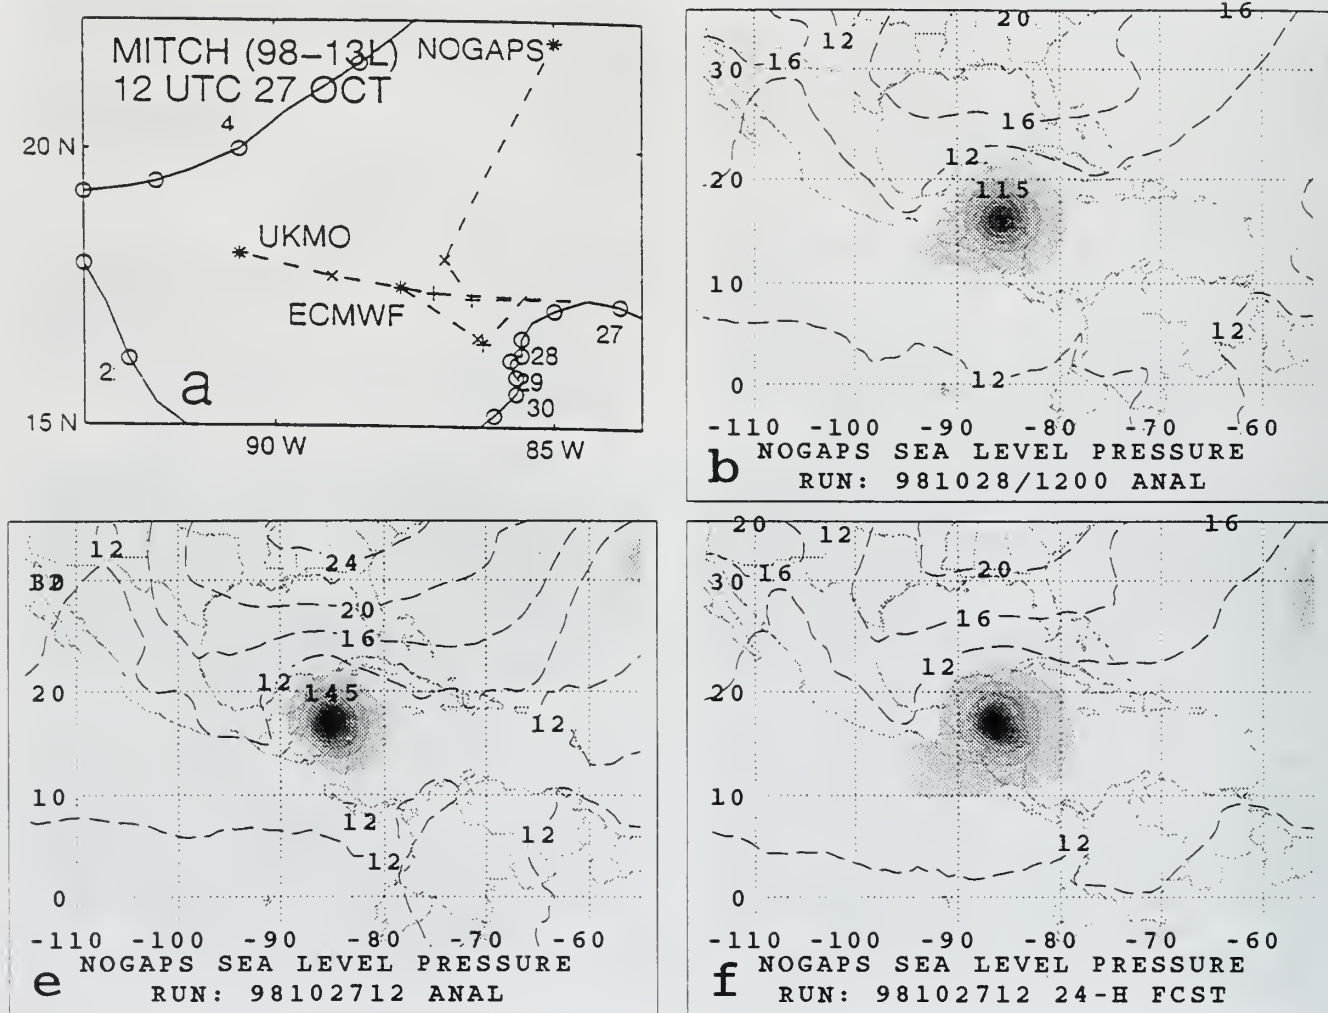 MITCH (98-13L)
12 UTC 27 OCT
NOGAPS
4
20 N
UKMO
ECMWF
27
28
29
30
2
a
15 N
90 W
85 W
20
16
12
16
30
16
12
20
115
10
12
12
0
-110 -100 -90 -80 -70 -60
b
NOGAPS SEA LEVEL PRESSURE
RUN: 981028/1200 ANAL
12
24
20
16
12
145
20
12
10
12
12
12
0
-110 -100 -90 -80 -70 -60
e
NOGAPS SEA LEVEL PRESSURE
RUN: 98102712 ANAL
20
12
16
30
16
20
16
12
20
10
12
0
-110 -100 -90 -80 -70 -60
f
NOGAPS SEA LEVEL PRESSURE
RUN: 98102712 24-H FCST